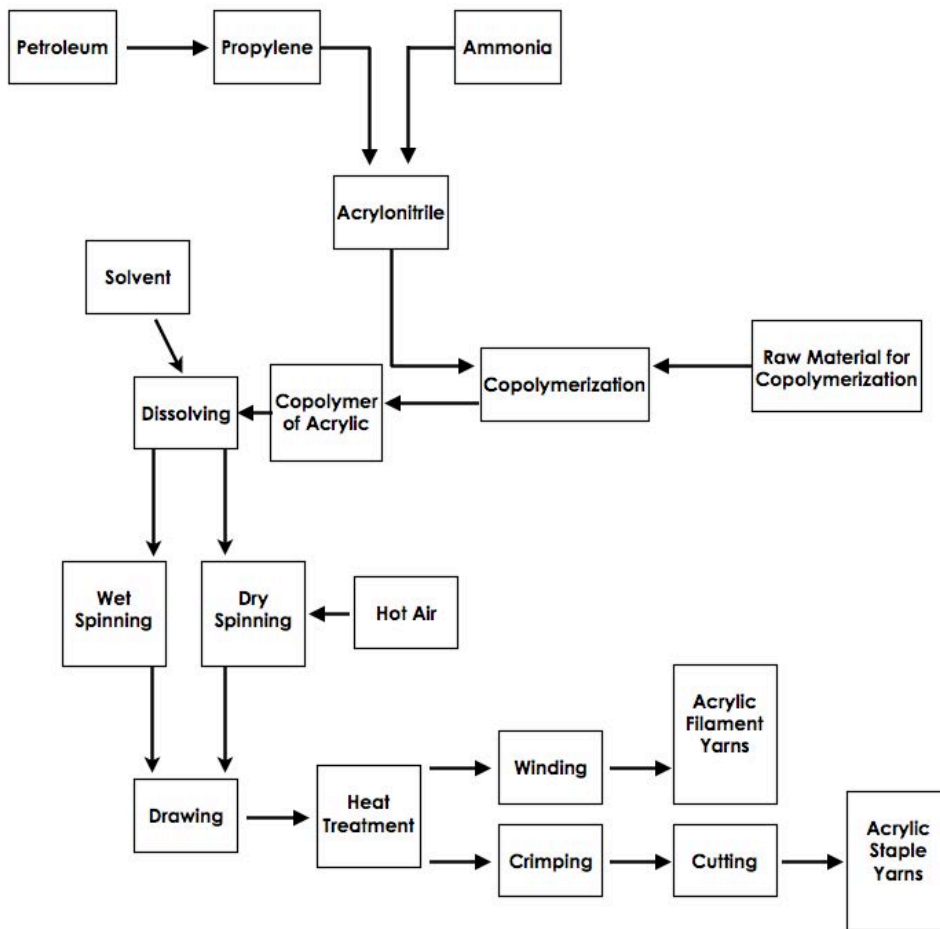 Petroleum
Propylene
Ammonia
Acrylonitrile
Solvent
Raw Material for
Copolymerization
Copolymerization
Copolymer
of Acrylic
Dissolving
Wet
Spinning
Dry
Spinning
Hot Air
Acrylic
Filament
Yarns
Winding
Drawing
Heat
Treatment
Crimping
Cutting
Acrylic
Staple
Yarns